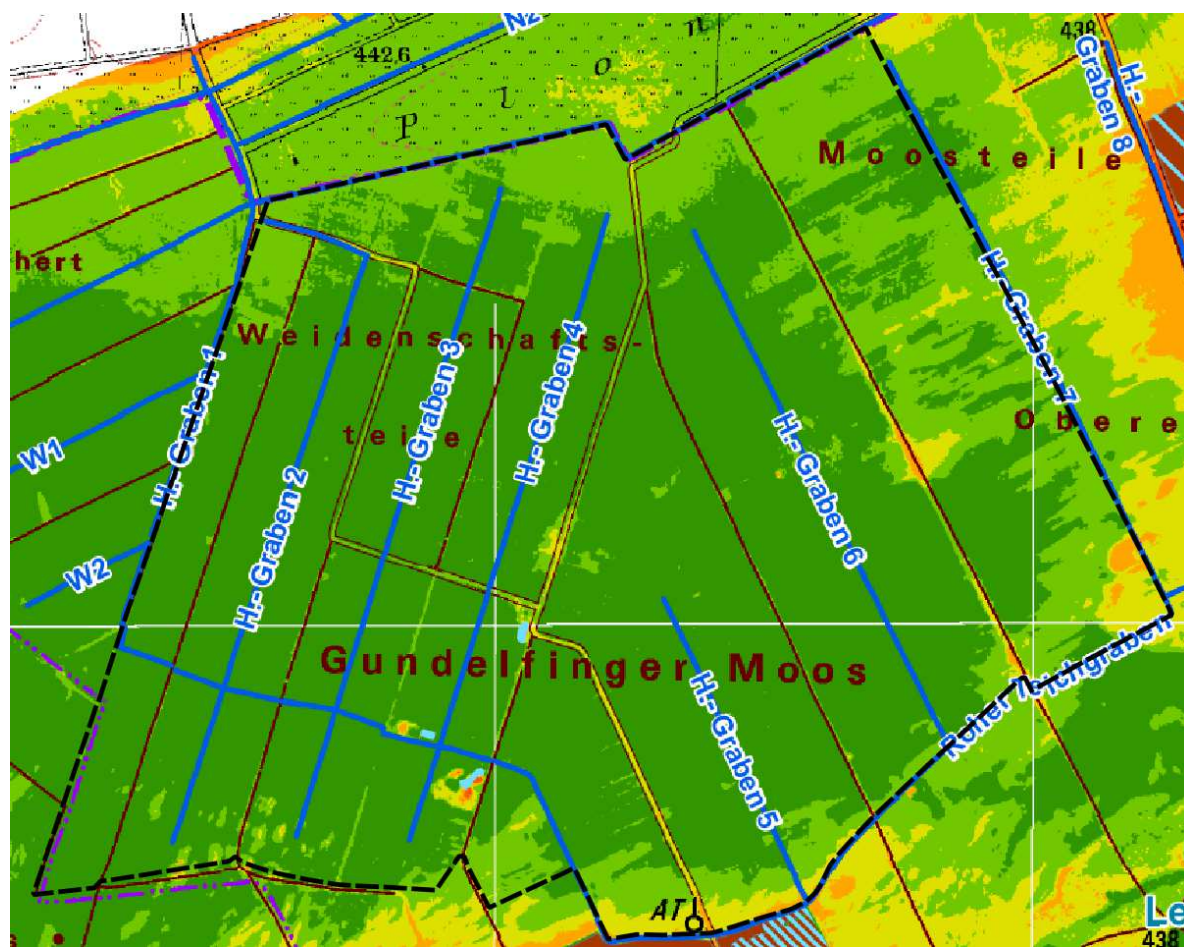 N2
442,6
438
H.-
Graben 8
P l o n
Moosteile
hert
H.- Graben 7
Weidenschafts-
H.- Graben 1
H.-Graben 3
H.-Graben 4
Obere
teile
W1
H.-Graben 6
H.-Graben 2
W2
Gundelfinger Moos
Roner Teichgraben
H.-Graben 5
AT
Le
438
s e